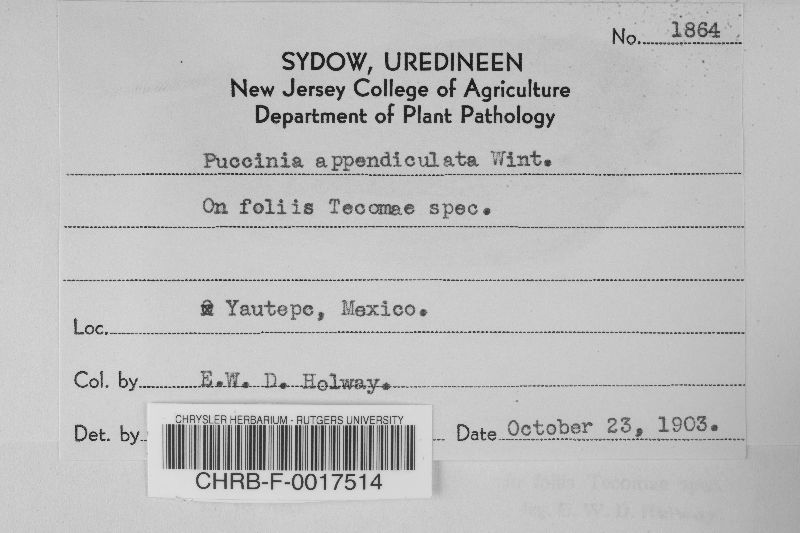 No. 1864
SYDOW, UREDINEEN
New Jersey College of Agriculture
Department of Plant Pathology
Puccinia appendiculata Wint.
On foliis Tecomae spec.
Loc. Yautepc, Mexico.
Col. by E.W. D. Holway.
Det. by
Date October 23, 1903.
CHRYSLER HERBARIUM - RUTGERS UNIVERSITY
CHRB-F-0017514